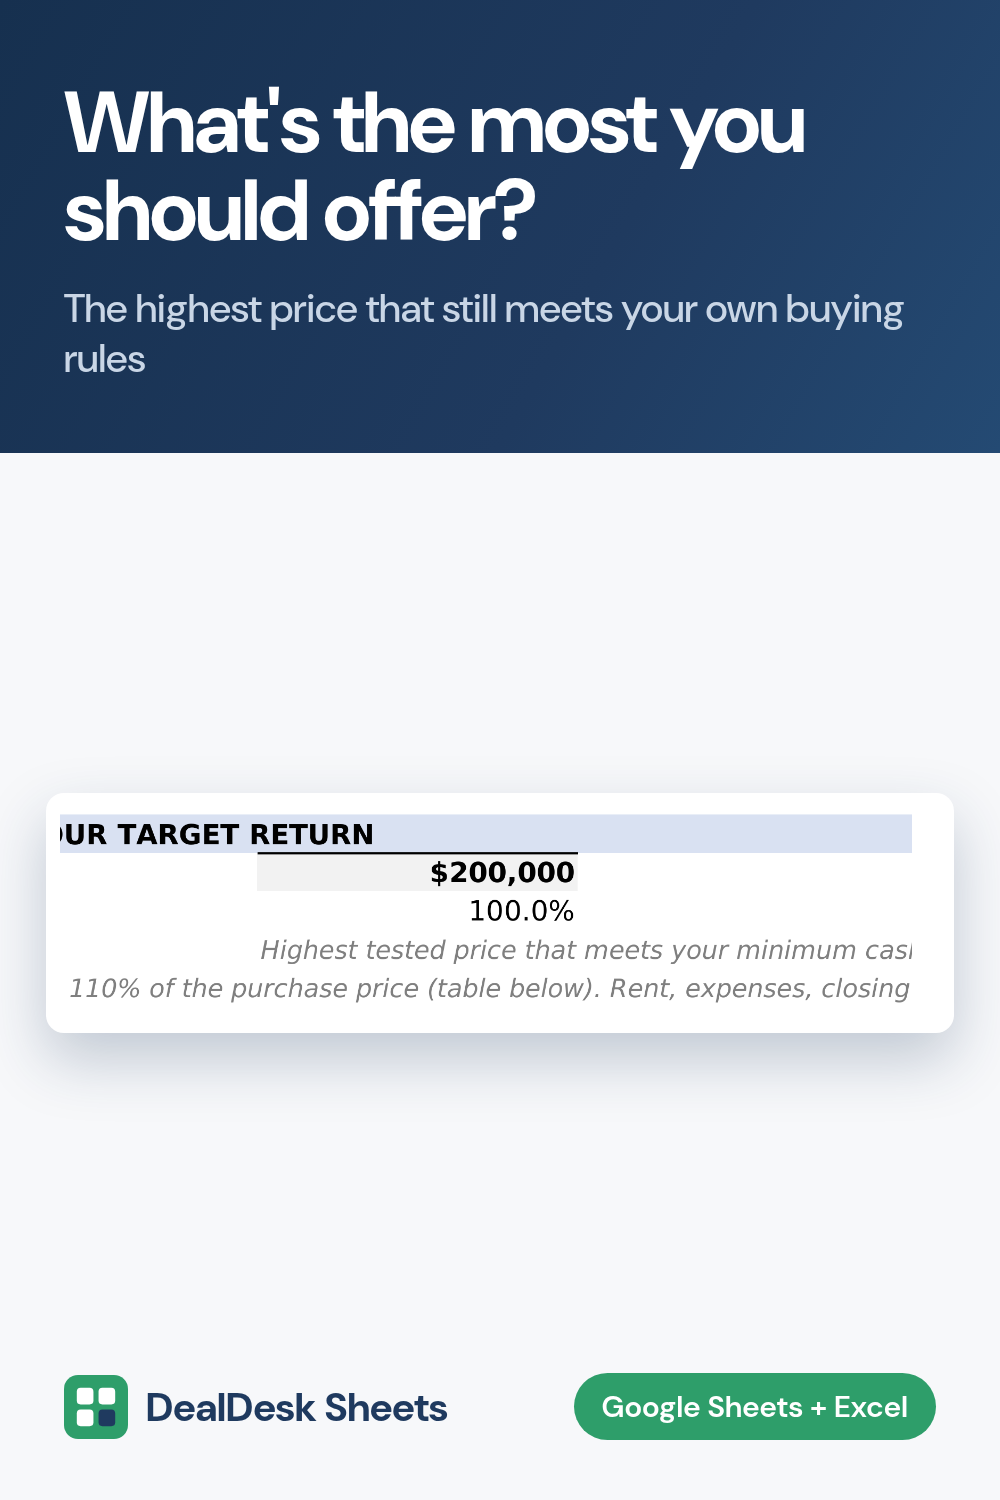 What's the most you
should offer?
The highest price that still meets your own buying
rules
OUR TARGET RETURN
$200,000
100.0%
Highest tested price that meets your minimum
110% of the purchase price (table below). Rent, expenses, closing
DealDesk Sheets
Google Sheets + Excel